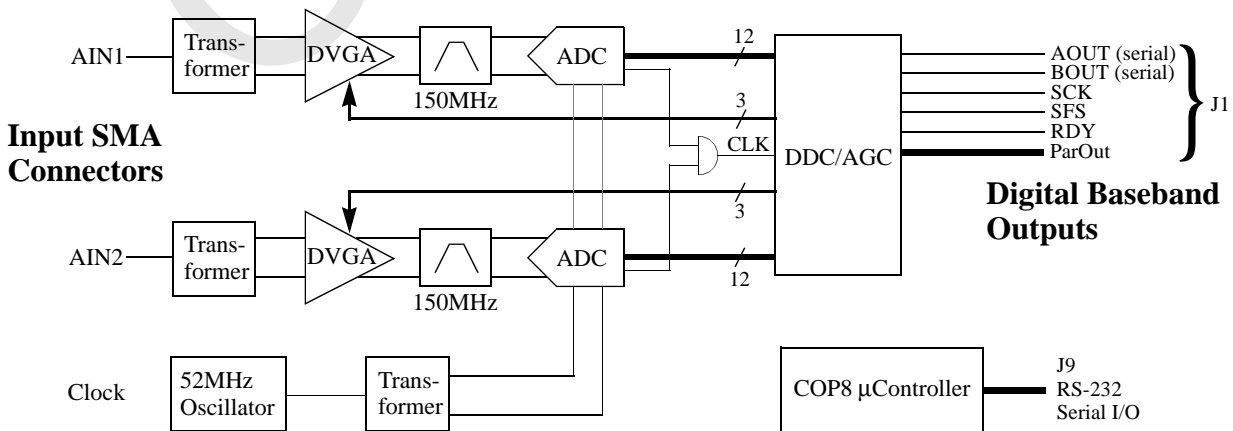 AIN1
Trans-
former
DVGA
150MHz
ADC
12
3
CLK
DDC/AGC
AOUT (serial)
BOUT (serial)
SCK
SFS
RDY
ParOut
J1
Input SMA
Connectors
Digital Baseband
Outputs
AIN2
Trans-
former
DVGA
150MHz
ADC
3
12
Clock
52MHz
Oscillator
Trans-
former
COP8 µController
J9
RS-232
Serial I/O